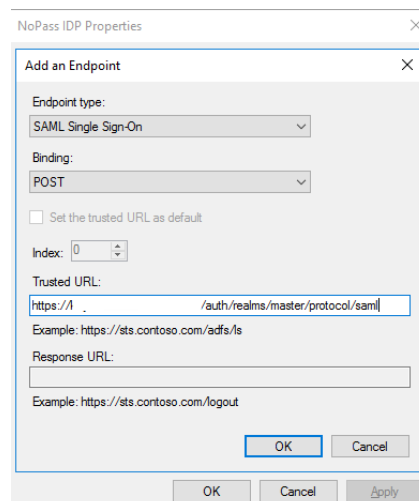 NoPass IDP Properties
Add an Endpoint
Endpoint type:
SAML Single Sign-On
Binding:
POST
Set the trusted URL as default
Index: 0
Trusted URL:
https:// /auth/realms/master/protocol/saml
Example: https://sts.contoso.com/adfs/ls
Response URL:
Example: https://sts.contoso.com/logout
OK Cancel
OK Cancel Apply